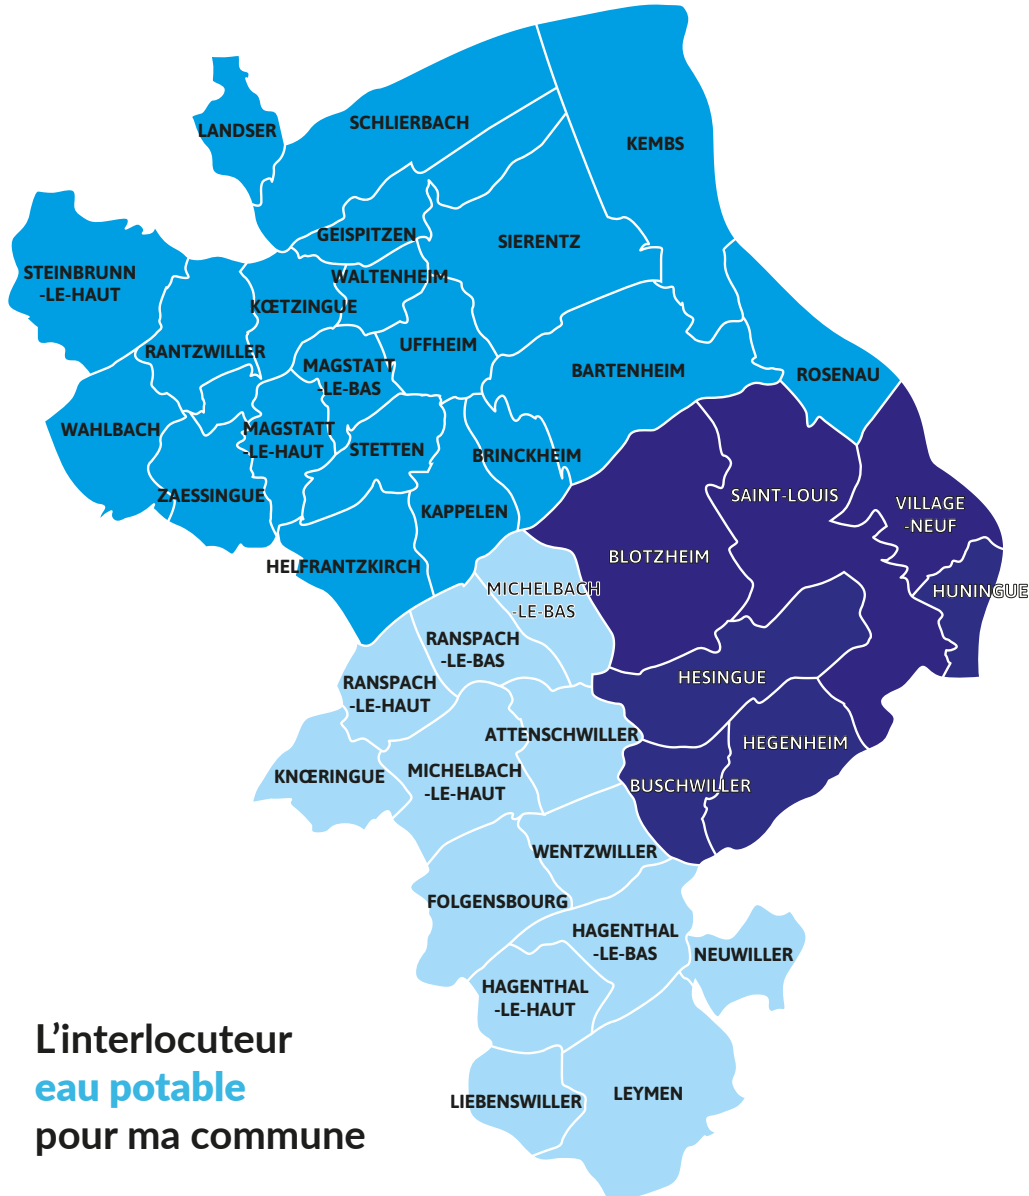 LANDSER
SCHLIERBACH
KEMBS
GEISPITZEN
SIERENTZ
STEINBRUNN
-LE-HAUT
WALTENHEIM
KŒTZINGUE
RANTZWILLER
UFFHEIM
MAGSTATT
-LE-BAS
BARTENHEIM
ROSENAU
WAHLBACH
MAGSTATT
-LE-HAUT
STETTEN
BRINCKHEIM
ZAESSINGUE
KAPPELEN
SAINT-LOUIS
VILLAGE
-NEUF
BLOTZHEIM
HELFRANTZKIRCH
MICHELBACH
-LE-BAS
HUNINGUE
RANSPACH
-LE-BAS
RANSPACH
-LE-HAUT
HESINGUE
ATTENSCHWILLER
HEGENHEIM
KNŒRINGUE
MICHELBACH
-LE-HAUT
BUSCHWILLER
WENTZWILLER
FOLGENSBOURG
HAGENTHAL
-LE-BAS
NEUWILLER
HAGENTHAL
-LE-HAUT
LIEBENSWILLER
LEYMEN
L’interlocuteur
eau potable
pour ma commune